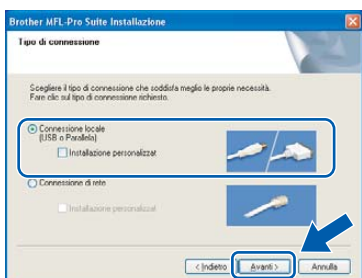 Brother MFL-Pro Suite Installazione
Tipo di connessione
Scegliere il tipo di connessione che soddisfa meglio le proprie necessità.
Fare clic sul tipo di connessione richiesto.
Connessione locale
(USB o Parallela)
Installazione personalizzat
Connessione di rete
Installazione personalizzat
< Indietro
Avanti >
Annulla